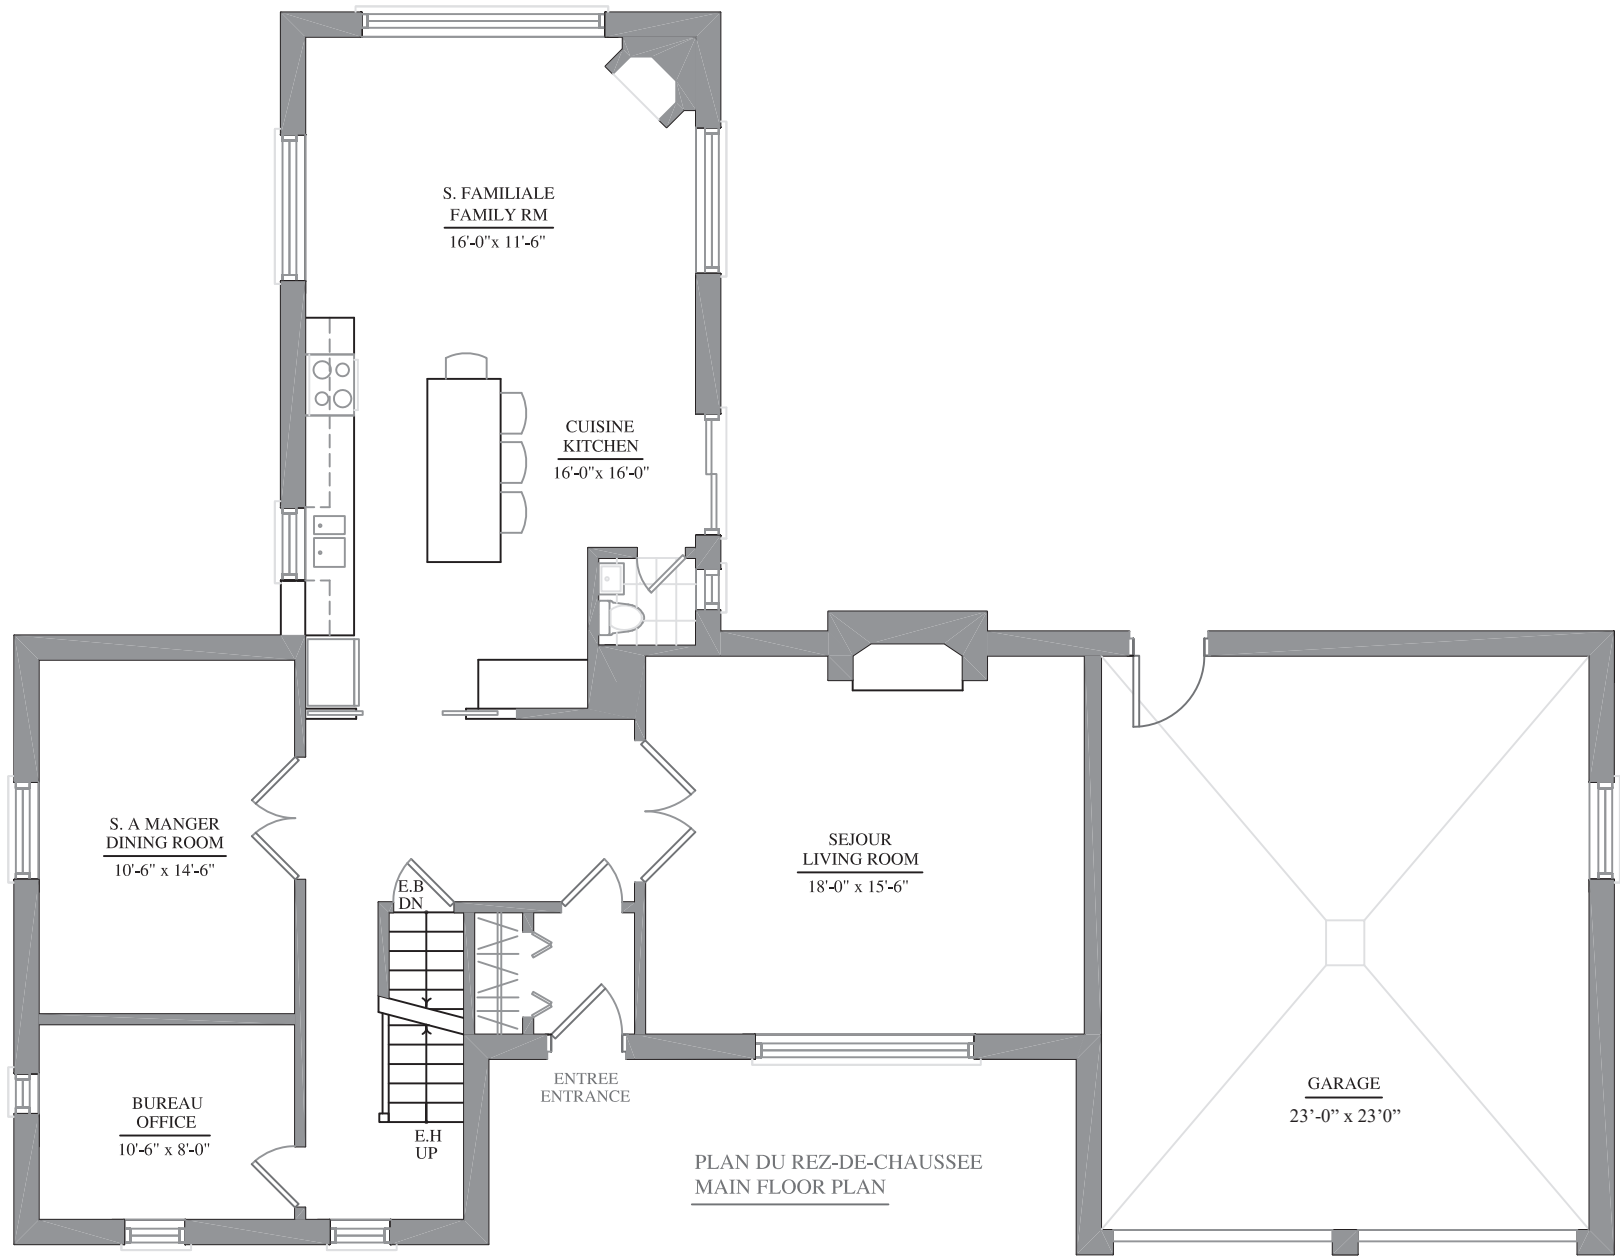 S. FAMILIALE
FAMILY RM
16'-0"x 11'-6"
CUISINE
KITCHEN
16'-0"x 16'-0"
S. A MANGER
DINING ROOM
10'-6" x 14'-6"
SEJOUR
LIVING ROOM
18'-0" x 15'-6"
E.B
DN
E.H
UP
BUREAU
OFFICE
10'-6" x 8'-0"
ENTREE
ENTRANCE
GARAGE
23’-0” x 23’0”
PLAN DU REZ-DE-CHAUSSEE
MAIN FLOOR PLAN